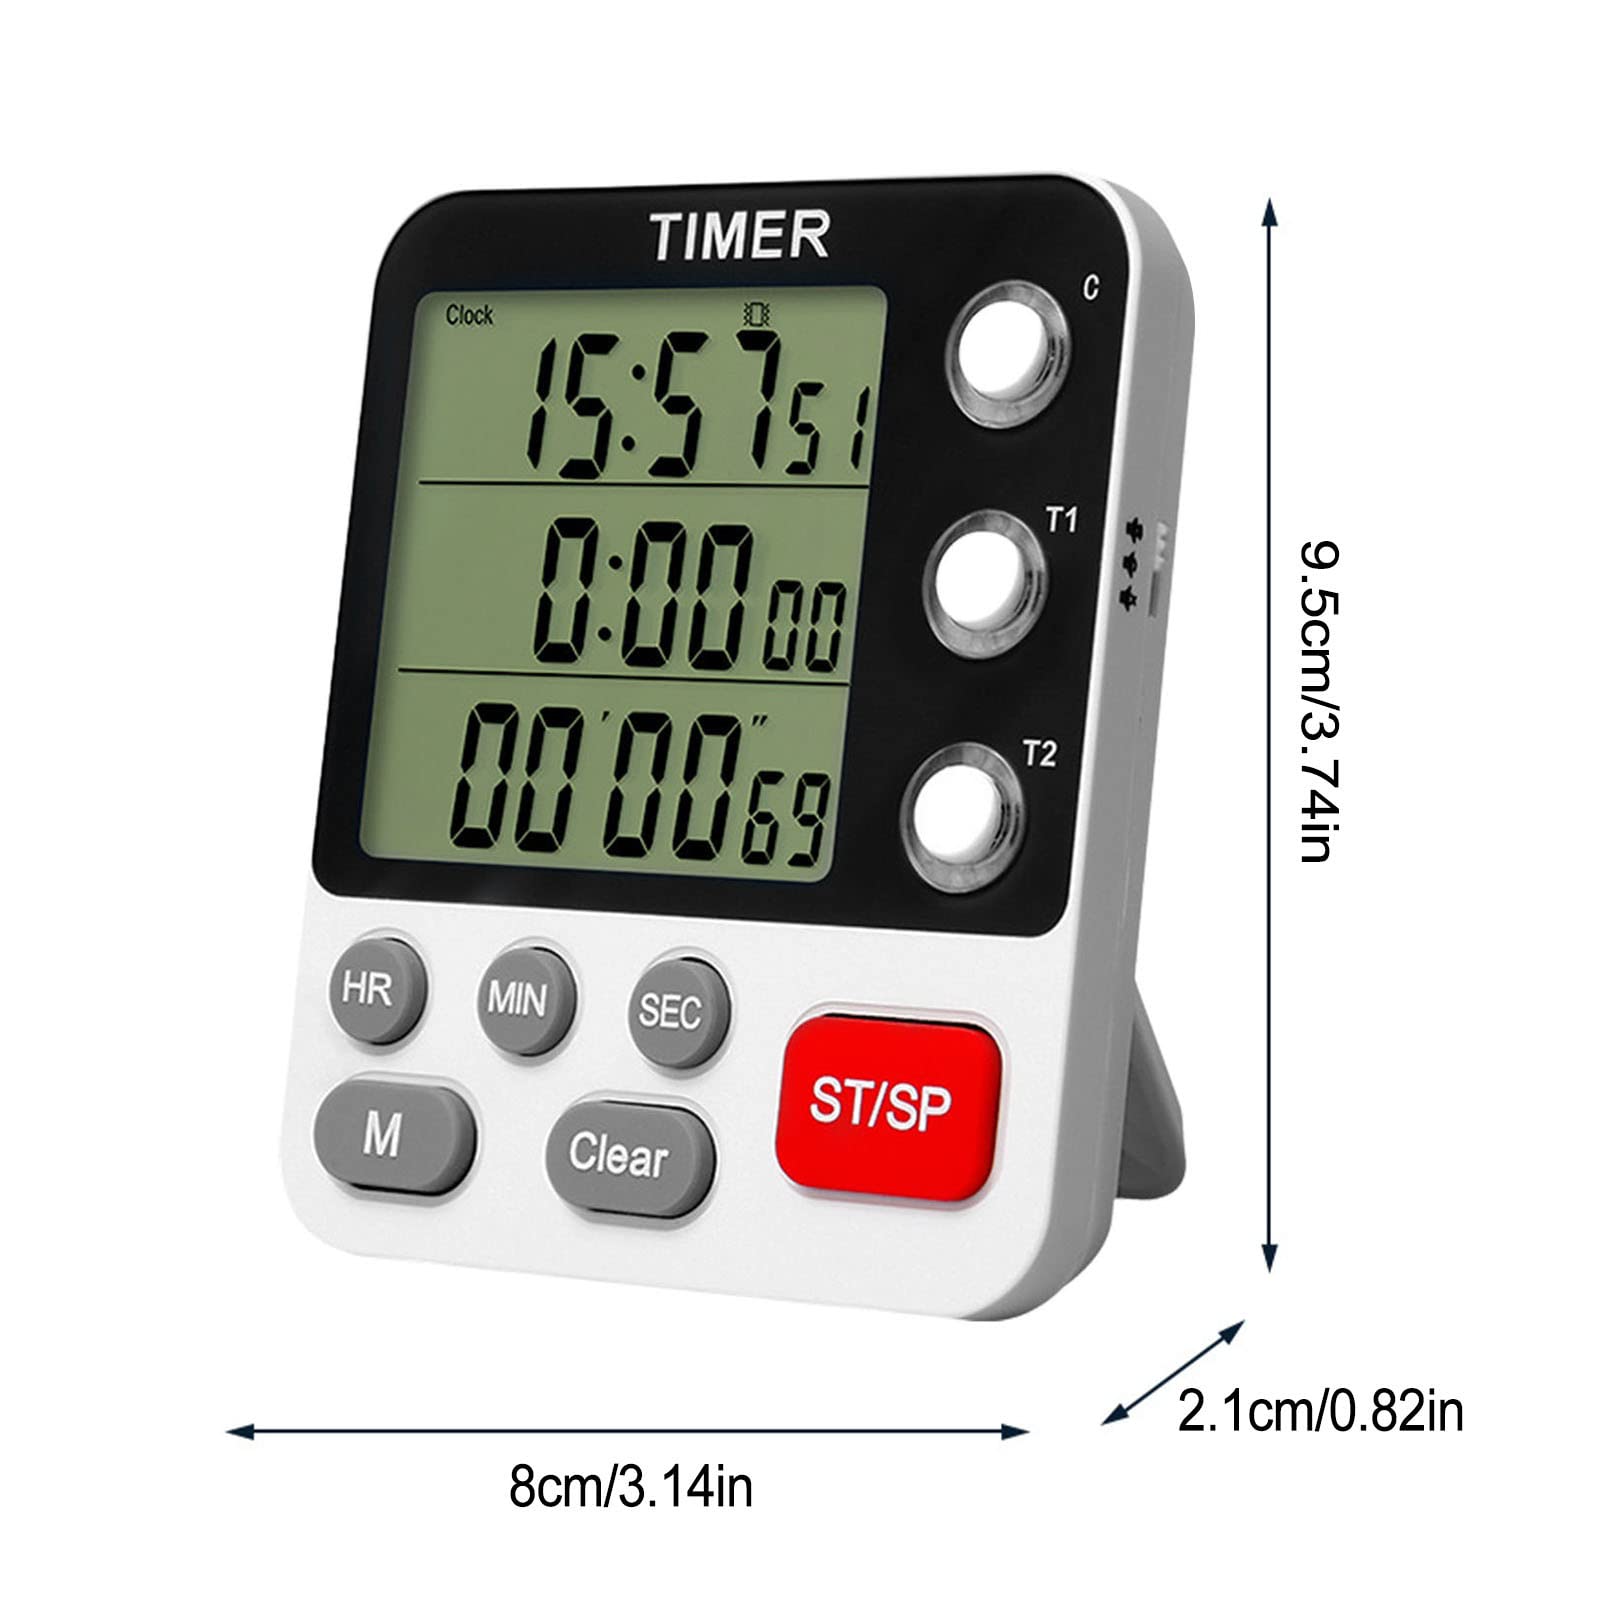 TIMER
C
Clock
15:57 51
T1
0:00 00
T2
00'00"69
HR
MIN
SEC
M
Clear
ST/SP
9.5cm/3.74in
2.1cm/0.82in
8cm/3.14in